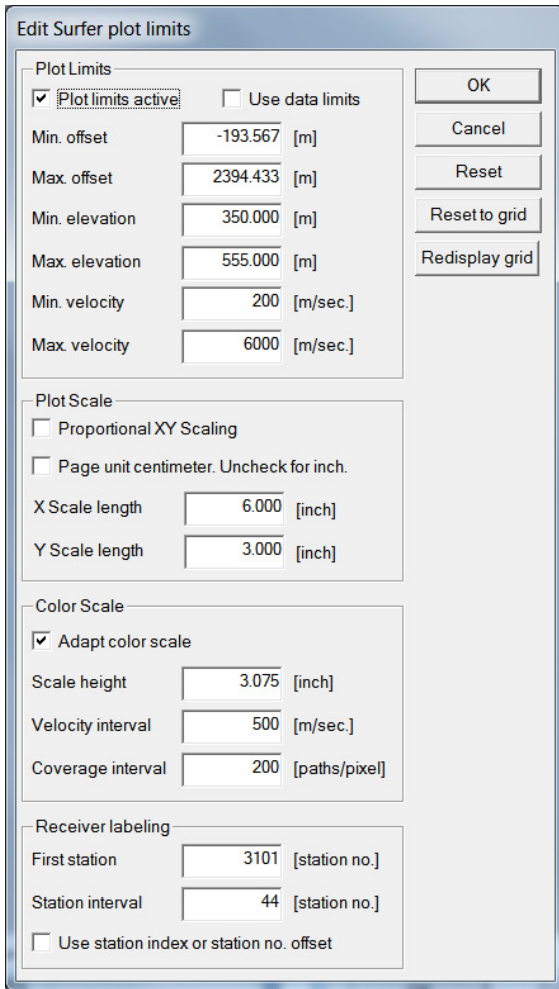 Edit Surfer plot limits
Plot Limits
Plot limits active Use data limits
Min. offset -193.567 [m]
Max. offset 2394.433 [m]
Min. elevation 350.000 [m]
Max. elevation 555.000 [m]
Min. velocity 200 [m/sec.]
Max. velocity 6000 [m/sec.]
OK
Cancel
Reset
Reset to grid
Redisplay grid
Plot Scale
Proportional XY Scaling
Page unit centimeter. Uncheck for inch.
X Scale length 6.000 [inch]
Y Scale length 3.000 [inch]
Color Scale
Adapt color scale
Scale height 3.075 [inch]
Velocity interval 500 [m/sec.]
Coverage interval 200 [paths/pixel]
Receiver labeling
First station 3101 [station no.]
Station interval 44 [station no.]
Use station index or station no. offset